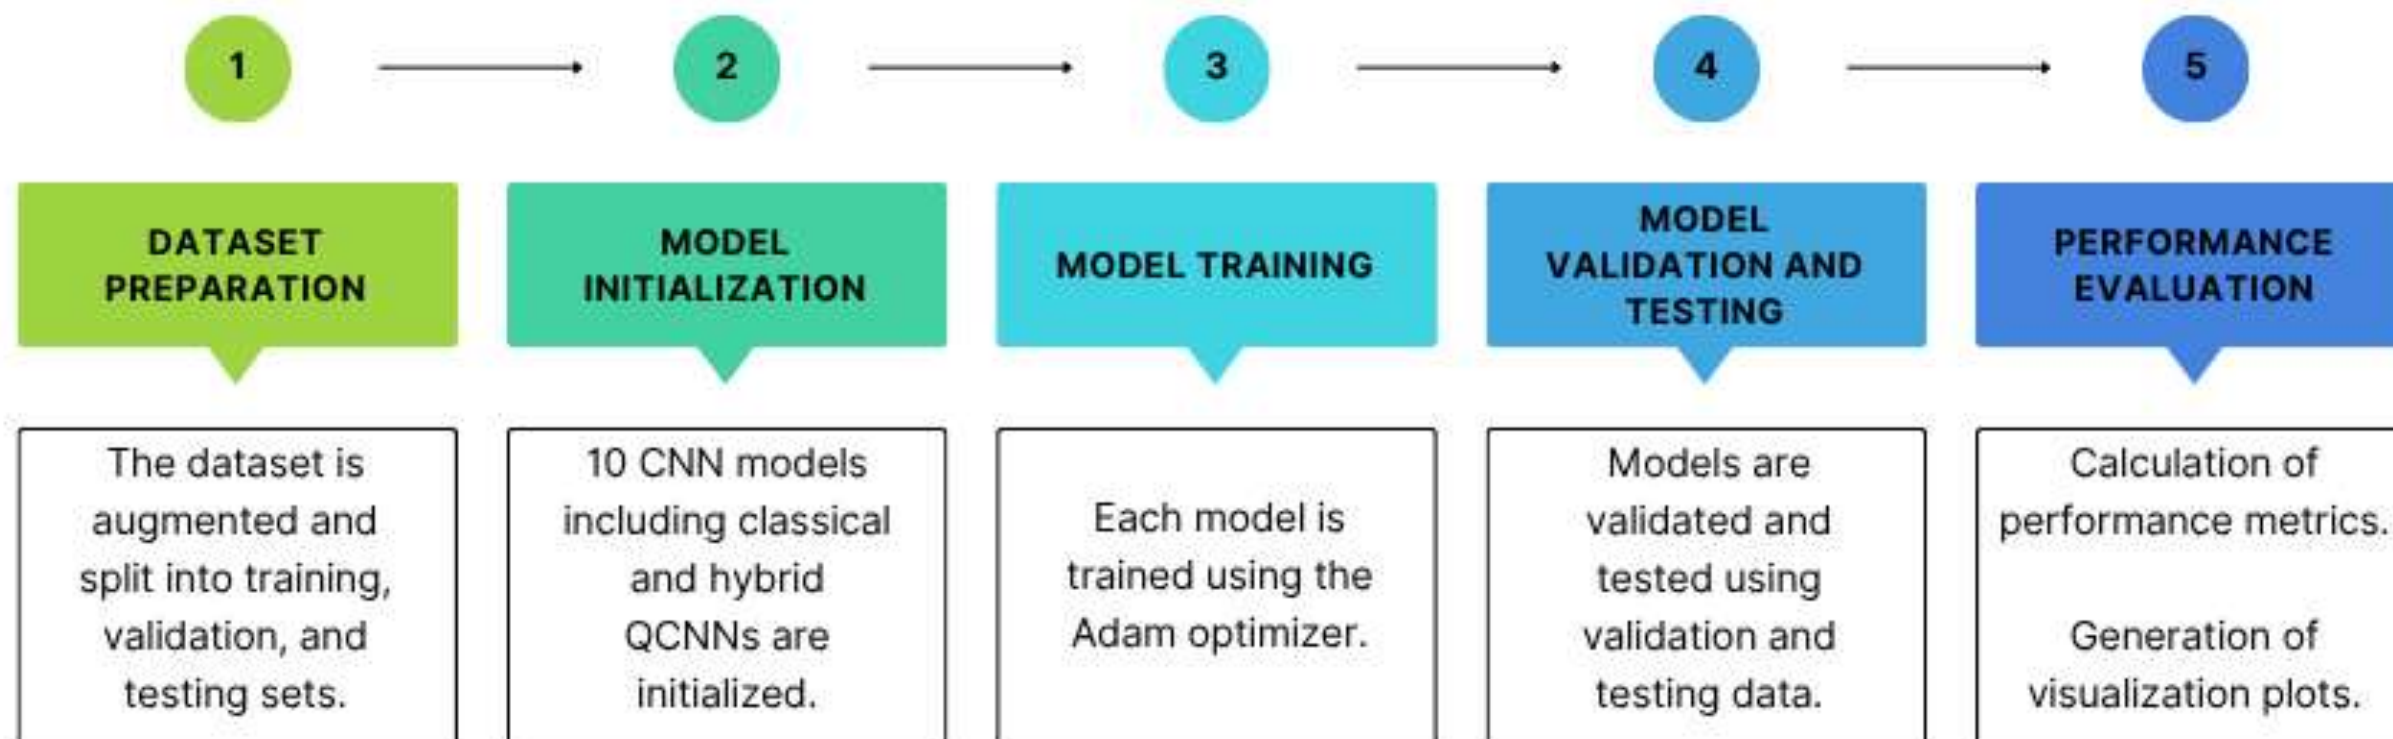 1
2
3
4
5
DATASET
PREPARATION
MODEL
INITIALIZATION
MODEL TRAINING
MODEL
VALIDATION AND
TESTING
PERFORMANCE
EVALUATION
The dataset is
augmented and
split into training,
validation, and
testing sets.
10 CNN models
including classical
and hybrid
QCNNs are
initialized.
Each model is
trained using the
Adam optimizer.
Models are
validated and
tested using
validation and
testing data.
Calculation of
performance metrics.
Generation of
visualization plots.